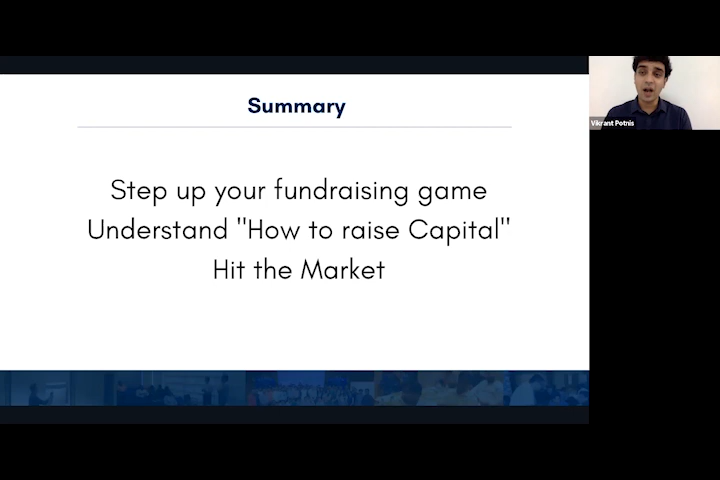 Summary
Step up your fundraising game
Understand "How to raise Capital"
Hit the Market
Vikrant Potnis